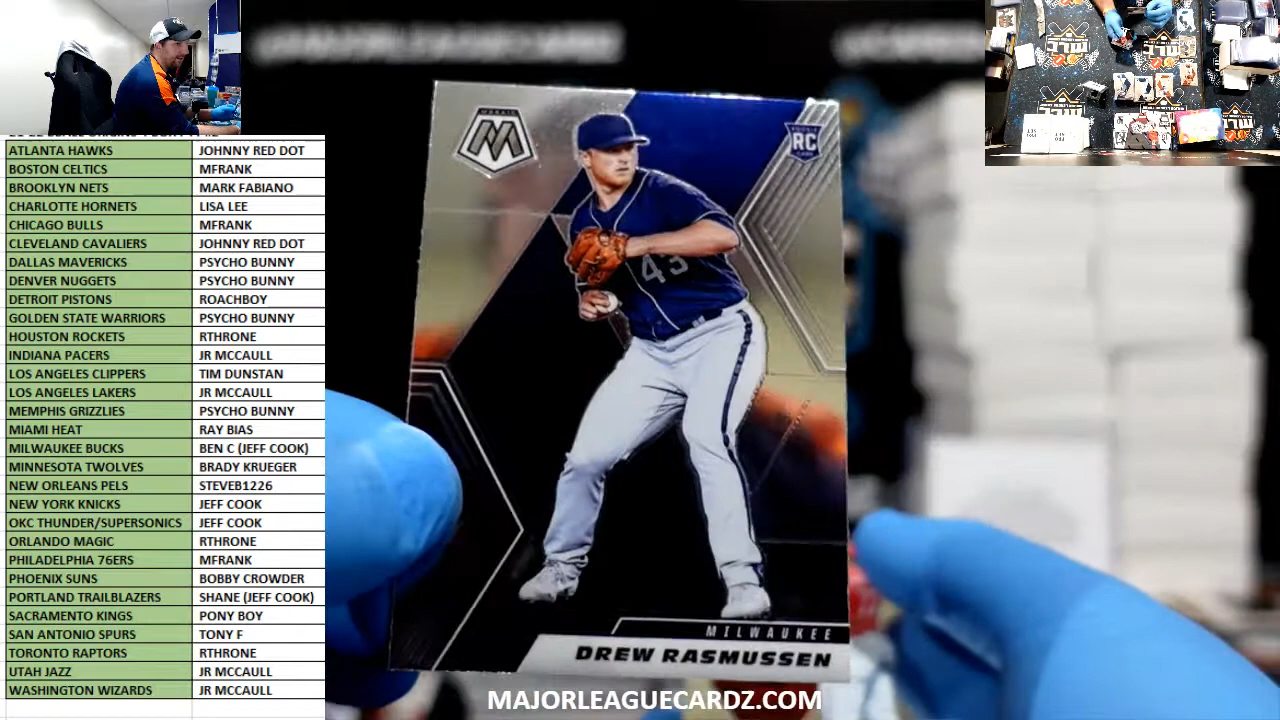 ATLANTA HAWKS JOHNNY RED DOT
BOSTON CELTICS MFRANK
BROOKLYN NETS MARK FABIANO
CHARLOTTE HORNETS LISA LEE
CHICAGO BULLS MFRANK
CLEVELAND CAVALIERS JOHNNY RED DOT
DALLAS MAVERICKS PSYCHO BUNNY
DENVER NUGGETS PSYCHO BUNNY
DETROIT PISTONS ROACHBOY
GOLDEN STATE WARRIORS PSYCHO BUNNY
HOUSTON ROCKETS RTHRONE
INDIANA PACERS JR MCCAULL
LOS ANGELES CLIPPERS TIM DUNSTAN
LOS ANGELES LAKERS JR MCCAULL
MEMPHIS GRIZZLIES PSYCHO BUNNY
MIAMI HEAT RAY BIAS
MILWAUKEE BUCKS BEN C (JEFF COOK)
MINNESOTA TWOLVES BRADY KRUEGER
NEW ORLEANS PELS STEVEB1226
NEW YORK KNICKS JEFF COOK
OKC THUNDER/SUPERSONICS JEFF COOK
ORLANDO MAGIC RTHRONE
PHILADELPHIA 76ERS MFRANK
PHOENIX SUNS BOBBY CROWDER
PORTLAND TRAILBLAZERS SHANE (JEFF COOK)
SACRAMENTO KINGS PONY BOY
SAN ANTONIO SPURS TONY F
TORONTO RAPTORS RTHRONE
UTAH JAZZ JR MCCAULL
WASHINGTON WIZARDS JR MCCAULL
MOSAIC
M
RC
43
MILWAUKEE
DREW RASMUSSEN
MAJORLEAGUECARDZ.COM
MLC